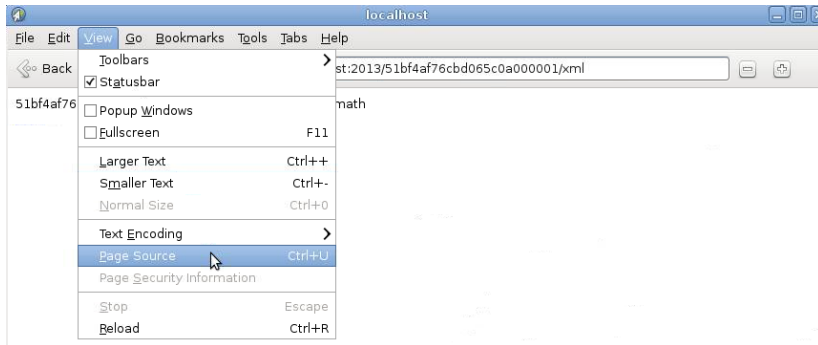 localhost
File Edit View Go Bookmarks Tools Tabs Help
Back st:2013/51bf4af76cbd065c0a000001/xml
Toolbars
Statusbar
51bf4af76 math
Popup Windows
Fullscreen F11
Larger Text Ctrl++
Smaller Text Ctrl+-
Normal Size Ctrl+0
Text Encoding
Page Source Ctrl+U
Page Security Information
Stop Escape
Reload Ctrl+R